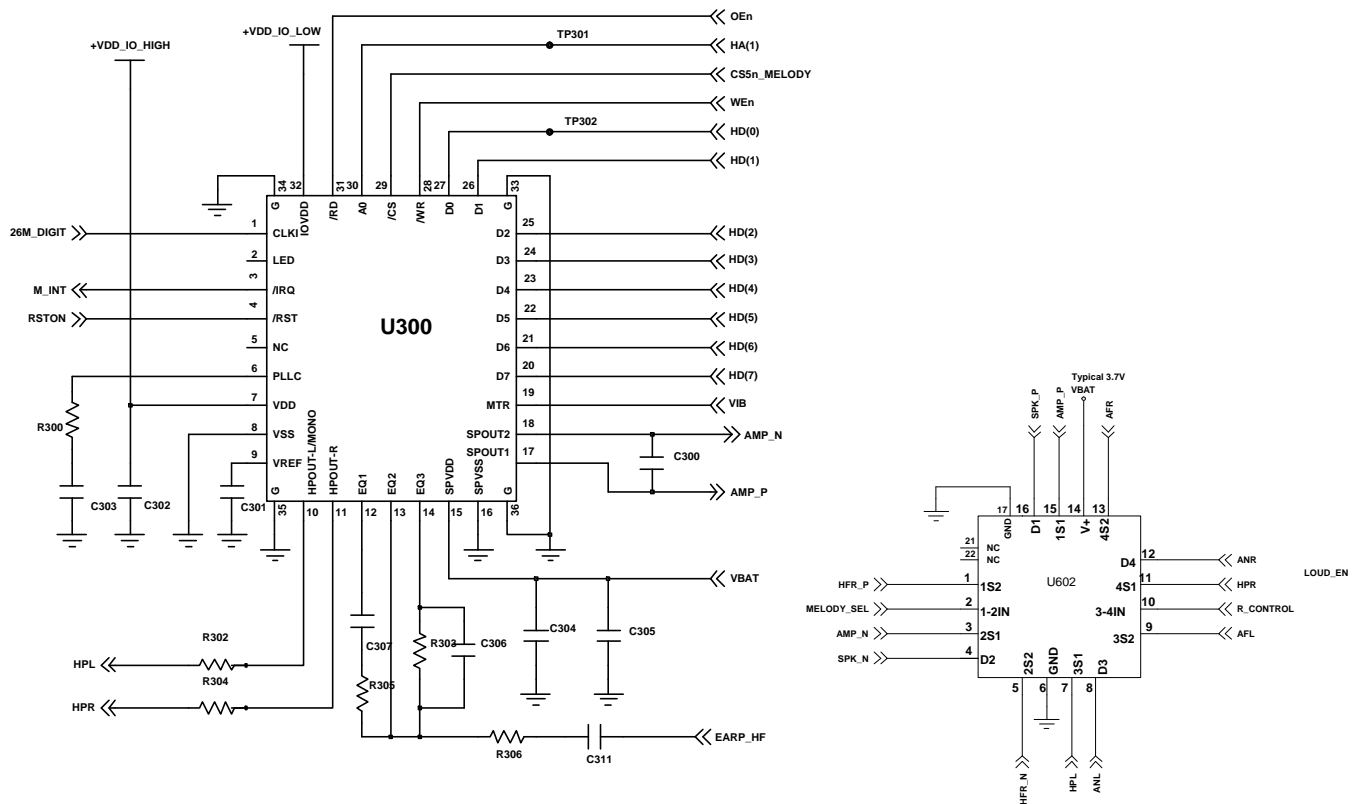 OEn
+VDD_IO_LOW
TP301
HA(1)
+VDD_IO_HIGH
CS5n_MELODY
WEn
TP302
HD(0)
HD(1)
34 32 31 30 29 28 27 26 33
G IOVDD /RD A0 /CS /WR D0 D1 G
26M_DIGIT 1 CLKI D2 25 HD(2)
2 LED D3 24 HD(3)
M_INT 3 /IRQ D4 23 HD(4)
RSTON 4 /RST D5 22 HD(5)
U300
5 NC D6 21 HD(6)
6 PLLC D7 20 HD(7)
R300
7 VDD MTR 19 VIB
8 VSS SPOUT2 18 AMP_N
SPOUT1 17
C300
9 VREF
AMP_P
G HPOUT-L/MONO HPOUT-R EQ1 EQ2 EQ3 SPVDD SPVSS G
35 10 11 12 13 14 15 16 36
C303 C302 C301
VBAT
C307 R303 C306 C304 C305
R302
HPL
R305
R304
HPR
R306 C311 EARP_HF
Typical 3.7V
VBAT
SPK_P AMP_P AFR
17 16 15 14 13
GND D1 1S1 V+ 4S2
21 NC
22 NC
D4 12 ANR
HFR_P 1 1S2 U602 4S1 11 HPR
LOUD_EN
MELODY_SEL 2 1-2IN 3-4IN 10 R_CONTROL
AMP_N 3 2S1 3S2 9 AFL
SPK_N 4 D2
2S2 GND 3S1 D3
5 6 7 8
HFR_N HPL ANL